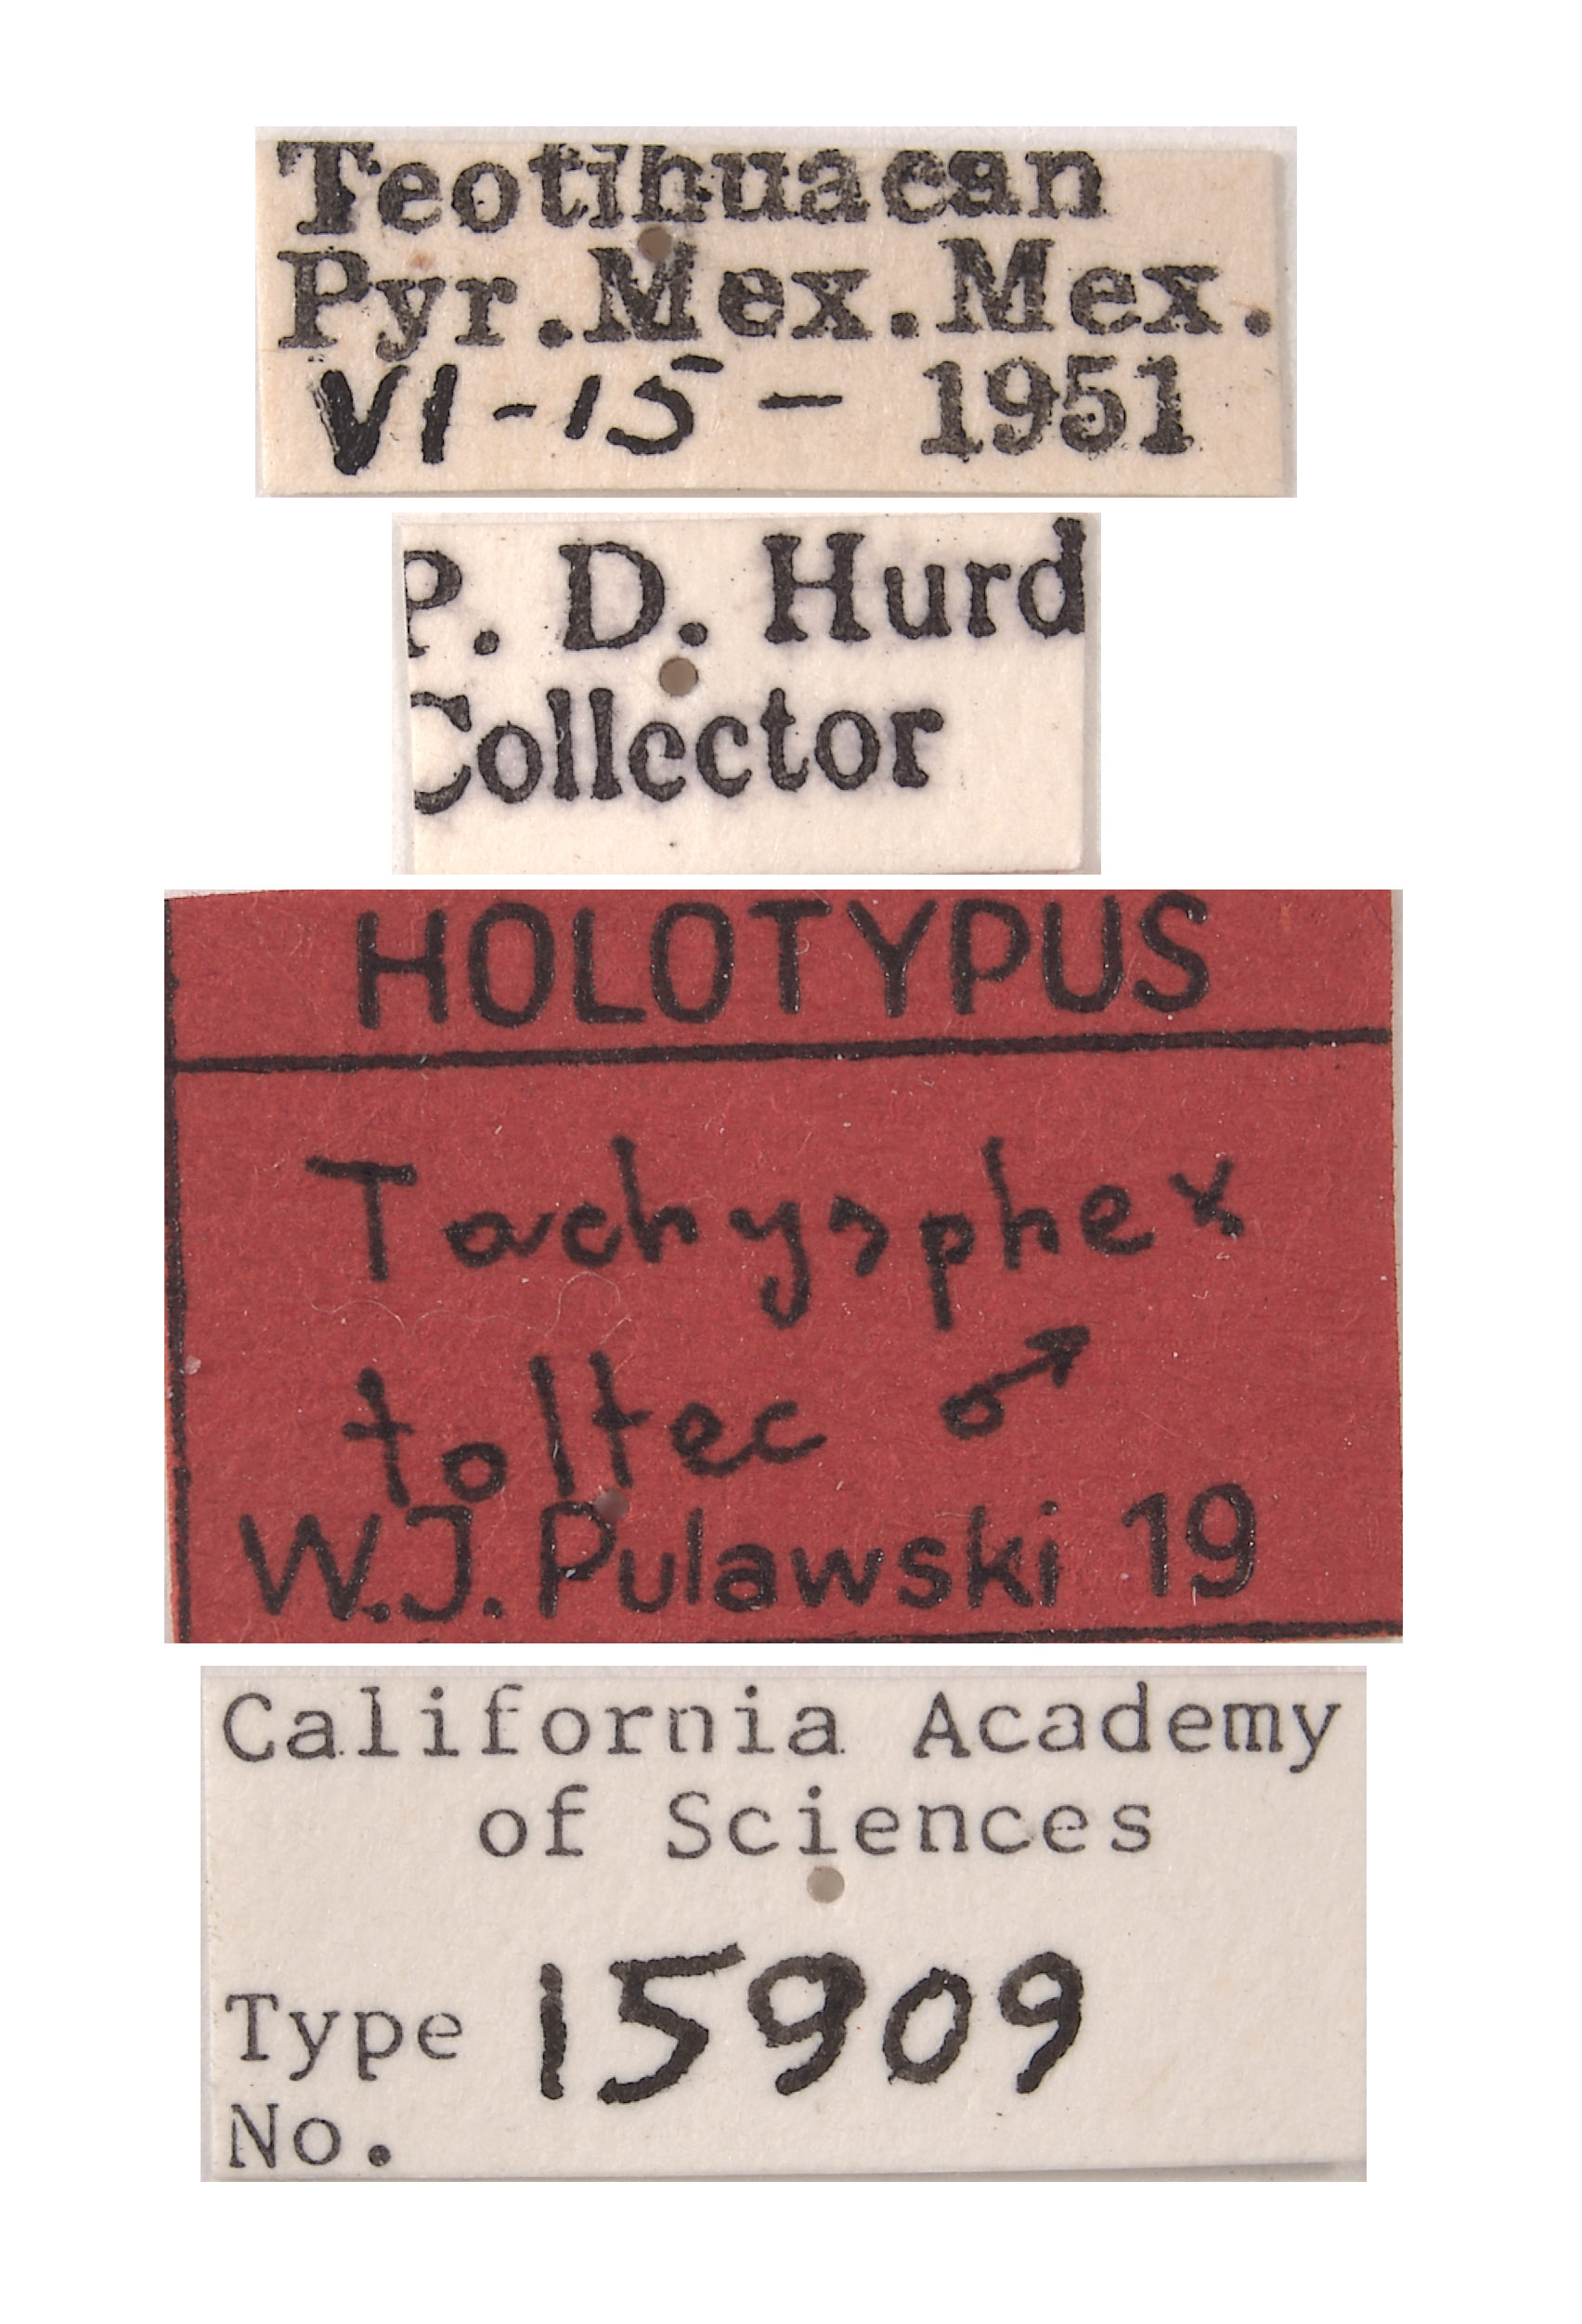 Teotihuacan
Pyr.Mex.Mex.
VI-15- 1951
P. D. Hurd
Collector
HOLOTYPUS
Tachysphex
toltec ♂
W.J. Pulawski 19
California Academy
of Sciences
Type 15909
No.